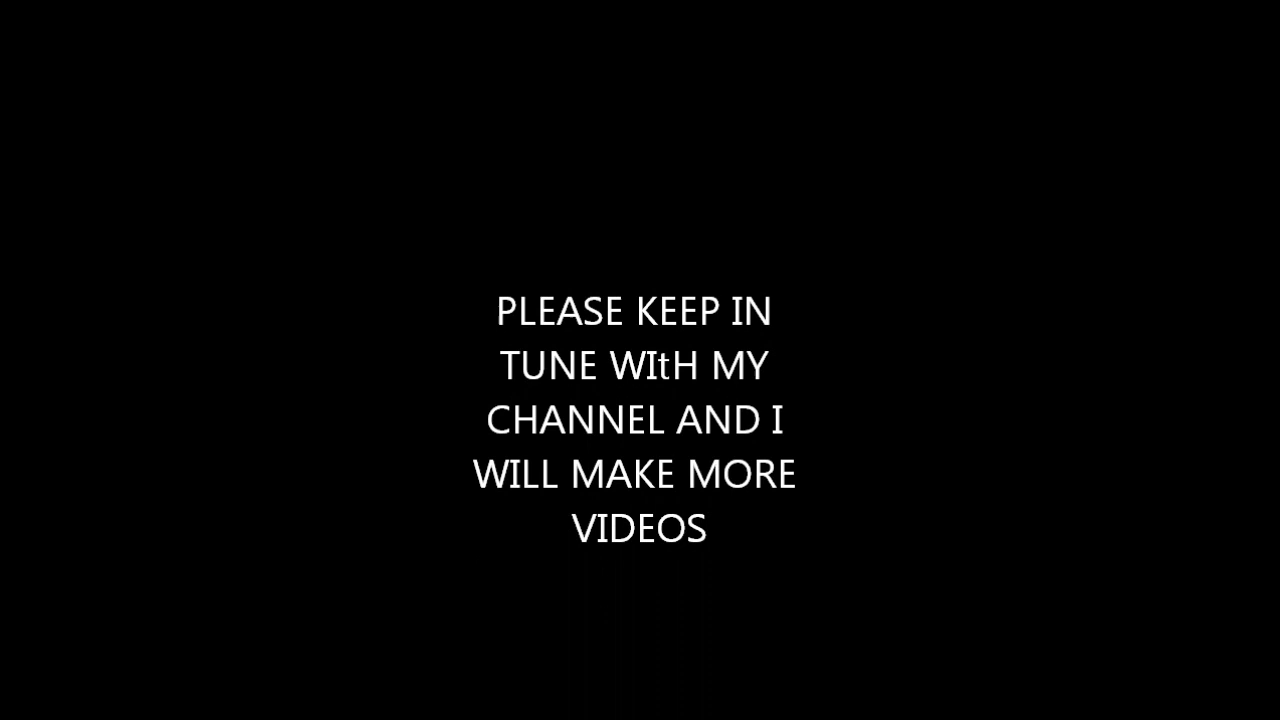 PLEASE KEEP IN
TUNE WItH MY
CHANNEL AND I
WILL MAKE MORE
VIDEOS